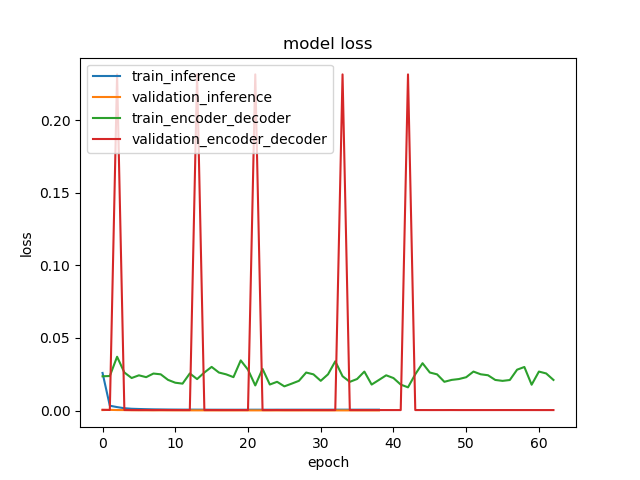 model loss
train_inference
validation_inference
train_encoder_decoder
validation_encoder_decoder
0.20
0.15
0.10
0.05
0.00
loss
0 10 20 30 40 50 60
epoch